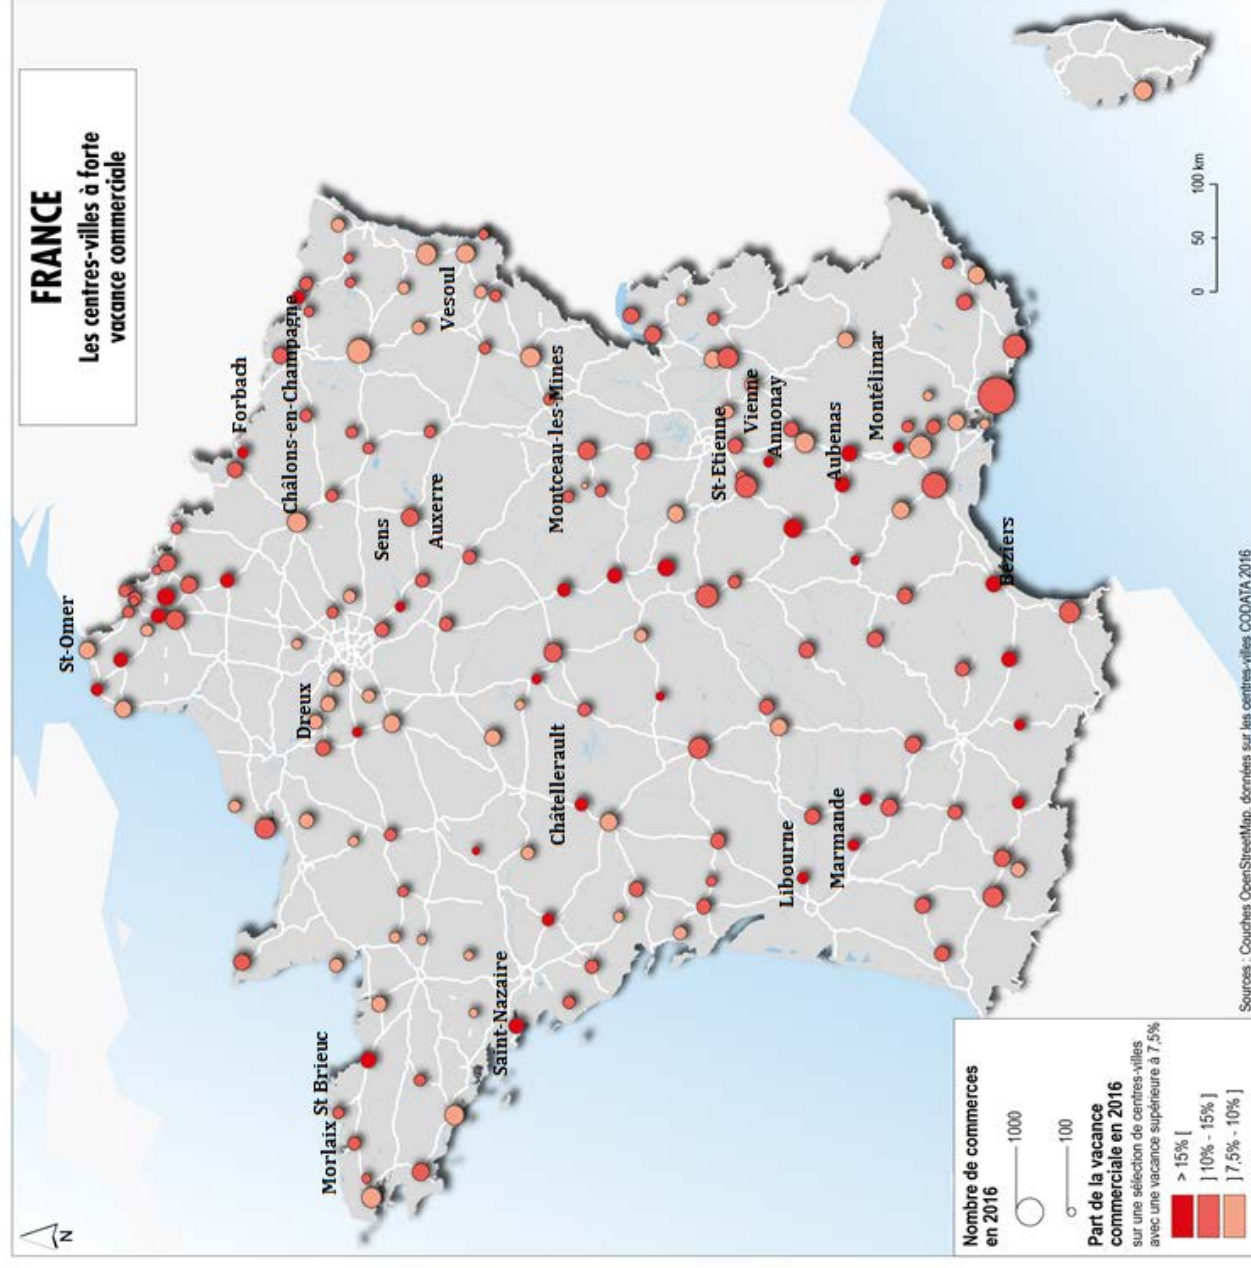 FRANCE
Les centres-villes à forte
vacance commerciale
St-Omer
Forbach
Châlons-en-Champagne
Dreux
Sens
Auxerre
Vesoul
Morlaix
St Brieuc
Saint-Nazaire
Châtellerault
Montceau-les-Mines
St-Etienne
Vienne
Annonay
Libourne
Marmande
Aubenas
Montélimar
Béziers
N
Nombre de commerces
en 2016
1000
100
Part de la vacance
commerciale en 2016
sur une sélection de centres-villes
avec une vacance supérieure à 7,5%
> 15% [
] 10% - 15% ]
] 7,5% - 10% ]
0 50 100 km
Sources : Couches OpenStreetMap, données sur les centres-villes CODATA 2016